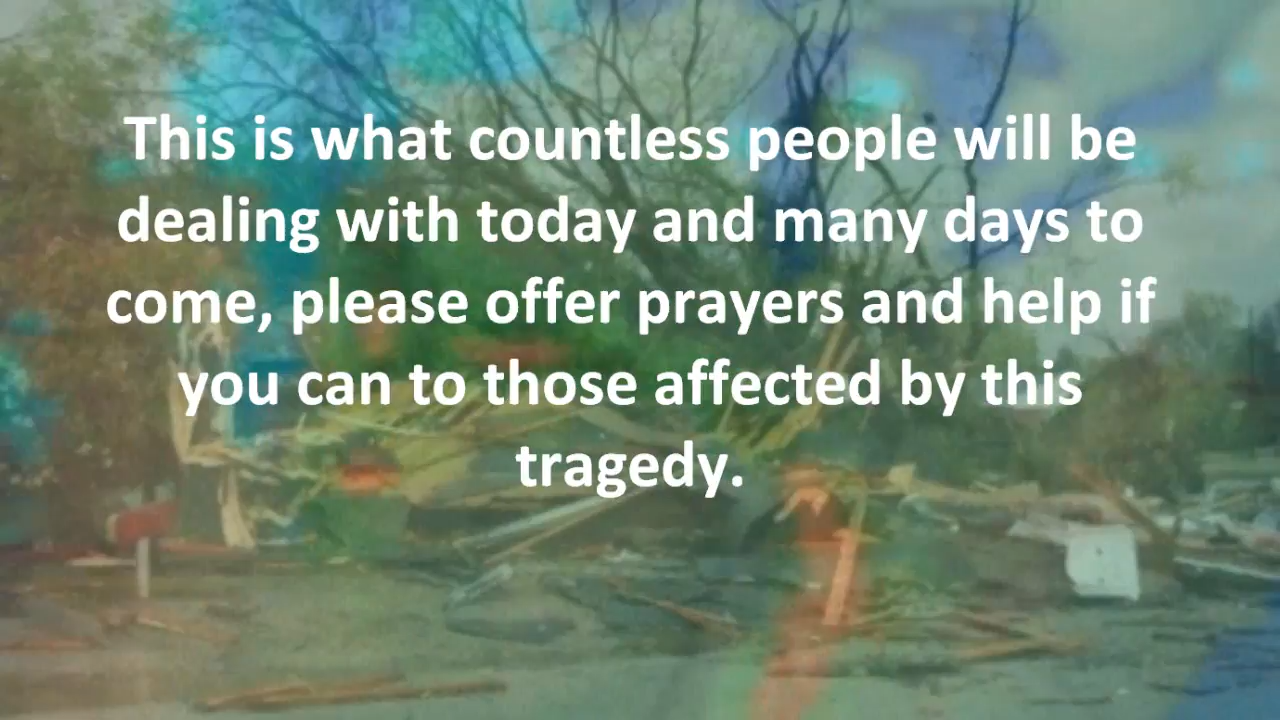 This is what countless people will be
dealing with today and many days to
come, please offer prayers and help if
you can to those affected by this
tragedy.